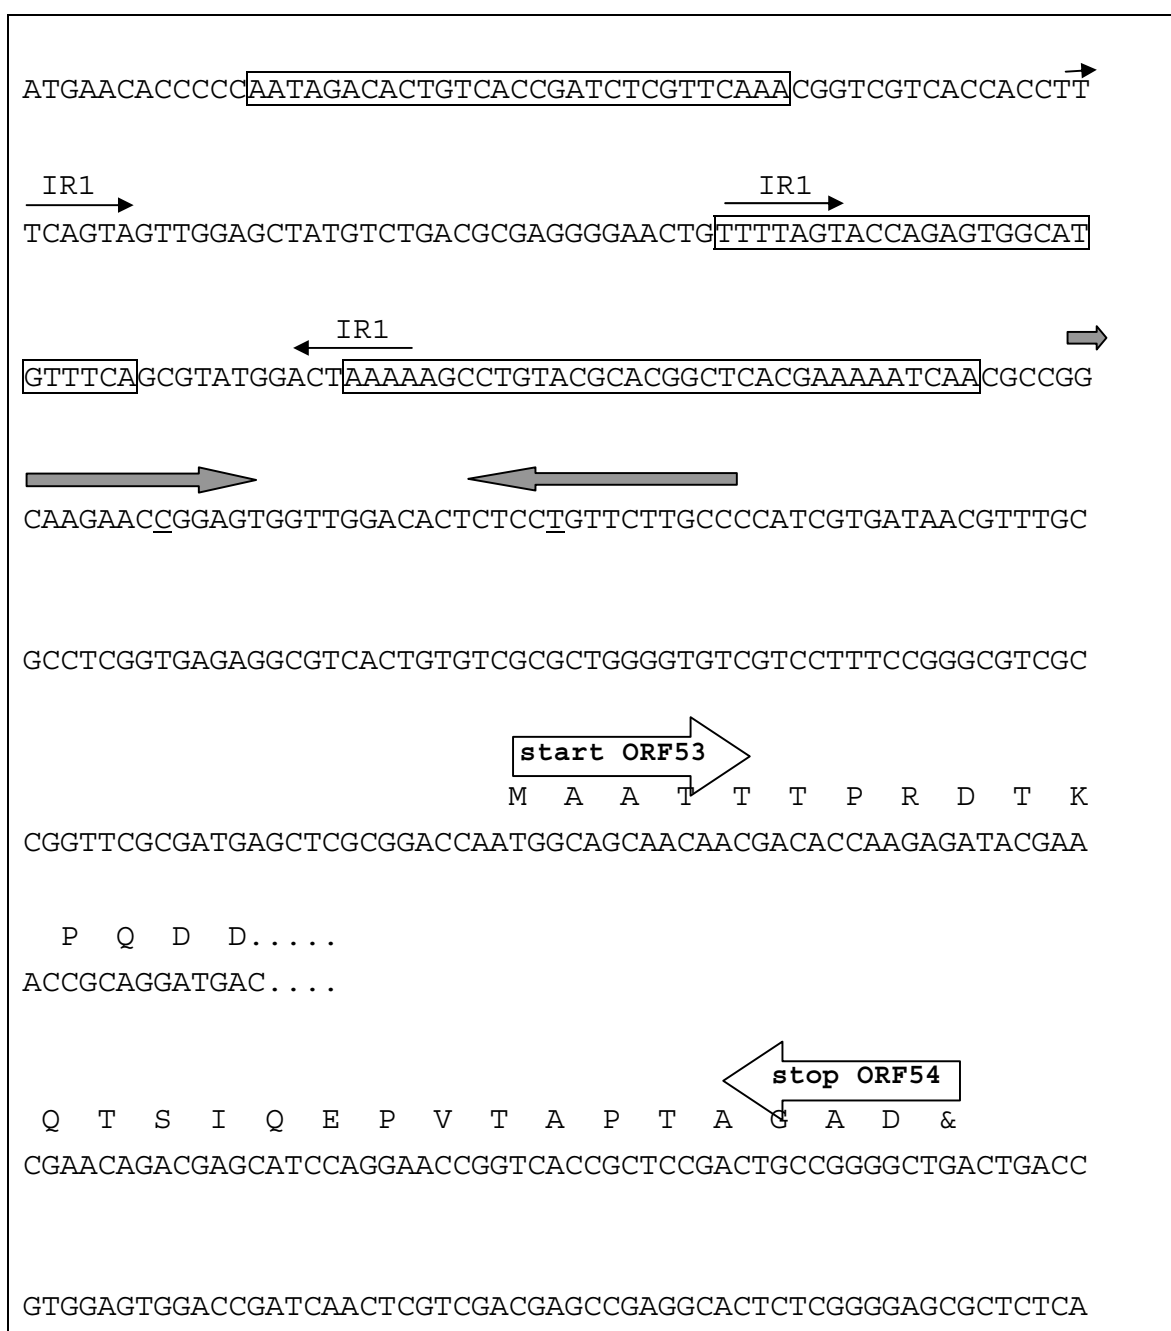 ATGAACACCCCCAATAGACACTGTCACCGATCTCGTTCAAACGGTCGTCACCACCTT
IR1 IR1
TCAGTAGTTGGAGCTATGTCTGACGCGAGGGGAACTGTTTTAGTACCAGAGTGGCAT
IR1
GTTTCAGCGTATGGACTAAAAAGCCTGTACGCACGGCTCACGAAAAATCAACGCCGG
CAAGAACCGGAGTGGTTGGACACTCTCCTGTTCTTGCCCCATCGTGATAACGTTTGC
GCCTCGGTGAGAGGCGTCACTGTGTCGCGCTGGGGTGTCGTCCTTTCCGGGCGTCGC
start ORF53
M A A T T T P R D T K
CGGTTCGCGATGAGCTCGCGGACCAATGGCAGCAACAACGACACCAAGAGATACGAA
P Q D D.....
ACCGCAGGATGAC....
stop ORF54
Q T S I Q E P V T A P T A G A D &
CGAACAGACGAGCATCCAGGAACCGGTCACCGCTCCGACTGCCGGGGCTGACTGACC
GTGGAGTGGACCGATCAACTCGTCGACGAGCCGAGGCACTCTCGGGGAGCGCTCTCA